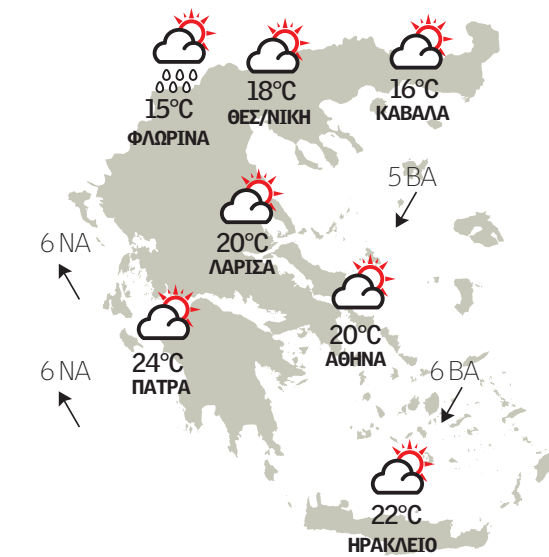 15°C
ΦΛΩΡΙΝΑ
18°C
ΘΕΣ/ΝΙΚΗ
16°C
ΚΑΒΑΛΑ
5 ΒΑ
20°C
ΛΑΡΙΣΑ
6 ΝΑ
20°C
ΑΘΗΝΑ
24°C
ΠΑΤΡΑ
6 ΝΑ
6 ΒΑ
22°C
ΗΡΑΚΛΕΙΟ